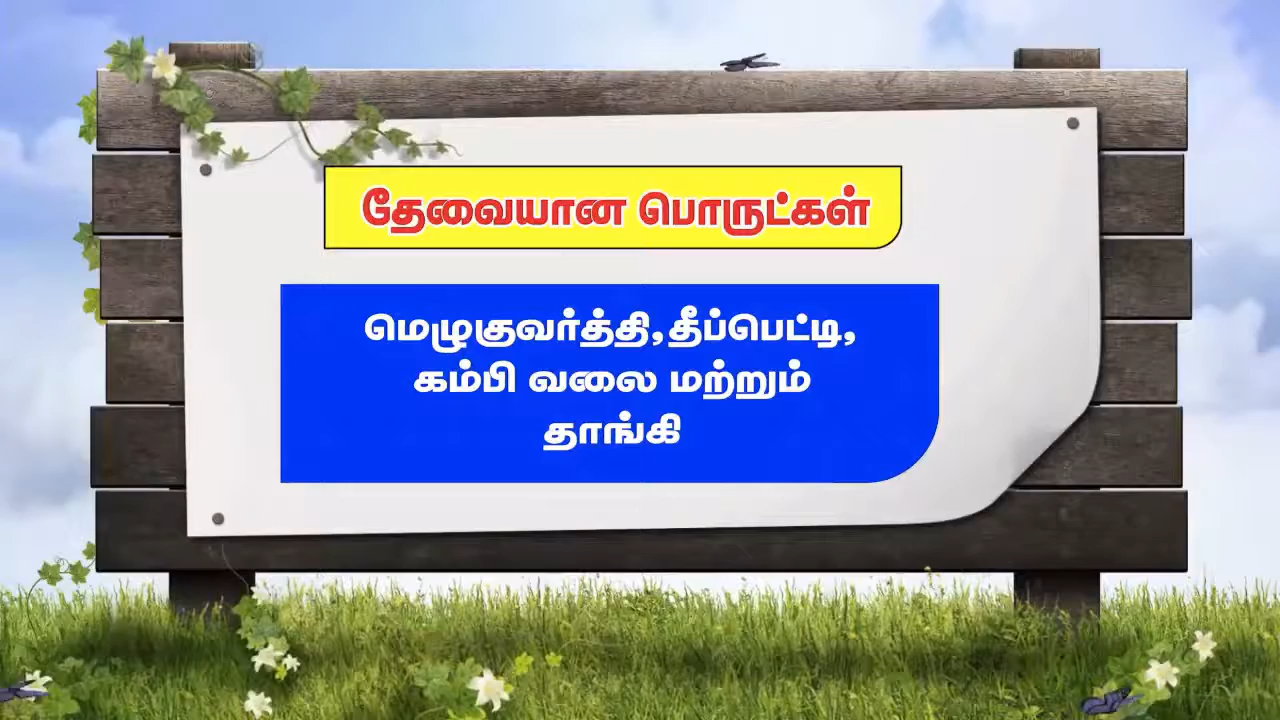 தேவையான பொருட்கள்
மெழுகுவர்த்தி,தீப்பெட்டி,
கம்பி வலை மற்றும்
தாங்கி